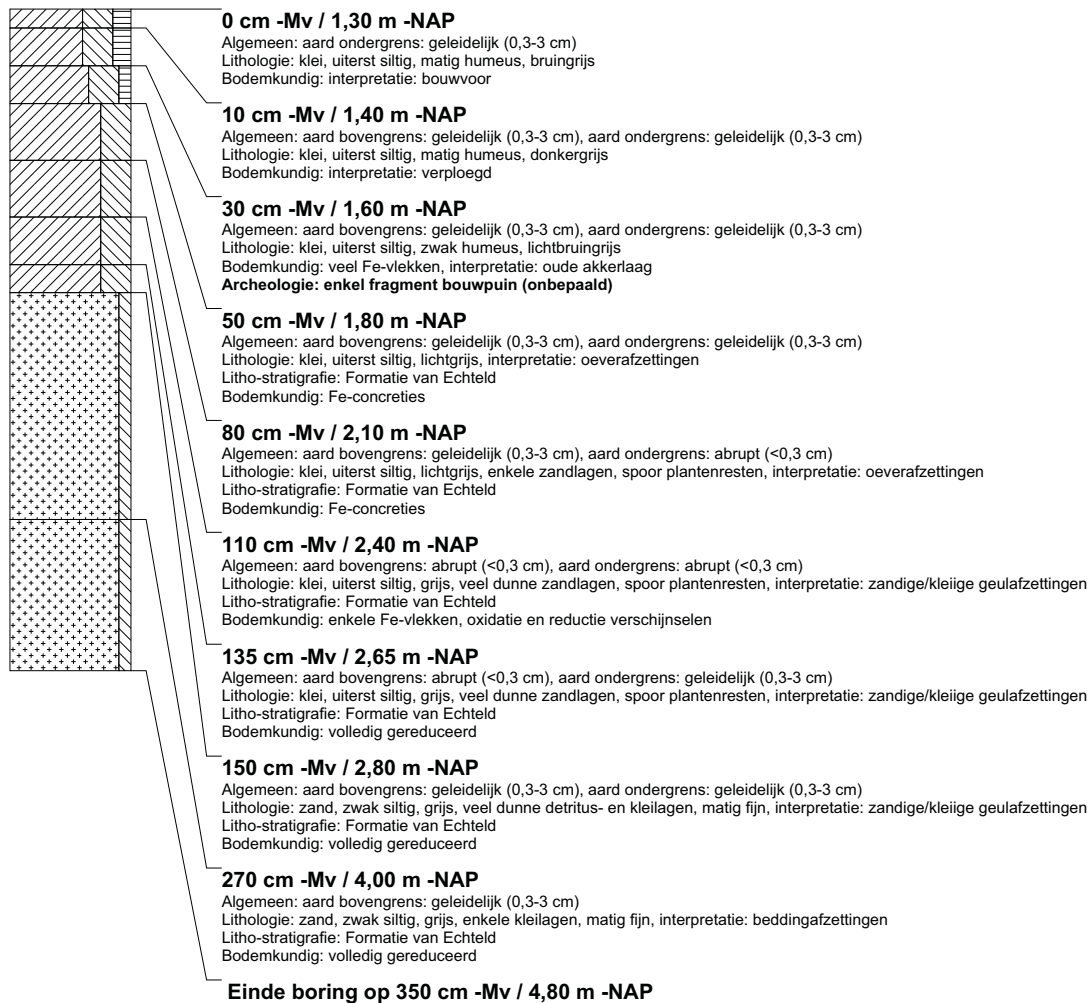 0 cm -Mv / 1,30 m -NAP
Algemeen: aard ondergrens: geleidelijk (0,3-3 cm)
Lithologie: klei, uiterst siltig, matig humeus, bruingrijs
Bodemkundig: interpretatie: bouwvoor
10 cm -Mv / 1,40 m -NAP
Algemeen: aard bovengrens: geleidelijk (0,3-3 cm), aard ondergrens: geleidelijk (0,3-3 cm)
Lithologie: klei, uiterst siltig, matig humeus, donkergrijs
Bodemkundig: interpretatie: verploegd
30 cm -Mv / 1,60 m -NAP
Algemeen: aard bovengrens: geleidelijk (0,3-3 cm), aard ondergrens: geleidelijk (0,3-3 cm)
Lithologie: klei, uiterst siltig, zwak humeus, lichtbruingrijs
Bodemkundig: veel Fe-vlekken, interpretatie: oude akkerlaag
Archeologie: enkel fragment bouwpuin (onbepaald)
50 cm -Mv / 1,80 m -NAP
Algemeen: aard bovengrens: geleidelijk (0,3-3 cm), aard ondergrens: geleidelijk (0,3-3 cm)
Lithologie: klei, uiterst siltig, lichtgrijs, interpretatie: oeverafzettingen
Litho-stratigrafie: Formatie van Echteld
Bodemkundig: Fe-concreties
80 cm -Mv / 2,10 m -NAP
Algemeen: aard bovengrens: geleidelijk (0,3-3 cm), aard ondergrens: abrupt (<0,3 cm)
Lithologie: klei, uiterst siltig, lichtgrijs, enkele zandlagen, spoor plantenresten, interpretatie: oeverafzettingen
Litho-stratigrafie: Formatie van Echteld
Bodemkundig: Fe-concreties
110 cm -Mv / 2,40 m -NAP
Algemeen: aard bovengrens: abrupt (<0,3 cm), aard ondergrens: abrupt (<0,3 cm)
Lithologie: klei, uiterst siltig, grijs, veel dunne zandlagen, spoor plantenresten, interpretatie: zandige/kleiige geulafzettingen
Litho-stratigrafie: Formatie van Echteld
Bodemkundig: enkele Fe-vlekken, oxidatie en reductie verschijnselen
135 cm -Mv / 2,65 m -NAP
Algemeen: aard bovengrens: abrupt (<0,3 cm), aard ondergrens: geleidelijk (0,3-3 cm)
Lithologie: klei, uiterst siltig, grijs, veel dunne zandlagen, spoor plantenresten, interpretatie: zandige/kleiige geulafzettingen
Litho-stratigrafie: Formatie van Echteld
Bodemkundig: volledig gereduceerd
150 cm -Mv / 2,80 m -NAP
Algemeen: aard bovengrens: geleidelijk (0,3-3 cm), aard ondergrens: geleidelijk (0,3-3 cm)
Lithologie: zand, zwak siltig, grijs, veel dunne detritus- en kleilagen, matig fijn, interpretatie: zandige/kleiige geulafzettingen
Litho-stratigrafie: Formatie van Echteld
Bodemkundig: volledig gereduceerd
270 cm -Mv / 4,00 m -NAP
Algemeen: aard bovengrens: geleidelijk (0,3-3 cm)
Lithologie: zand, zwak siltig, grijs, enkele kleilagen, matig fijn, interpretatie: beddingafzettingen
Litho-stratigrafie: Formatie van Echteld
Bodemkundig: volledig gereduceerd
Einde boring op 350 cm -Mv / 4,80 m -NAP